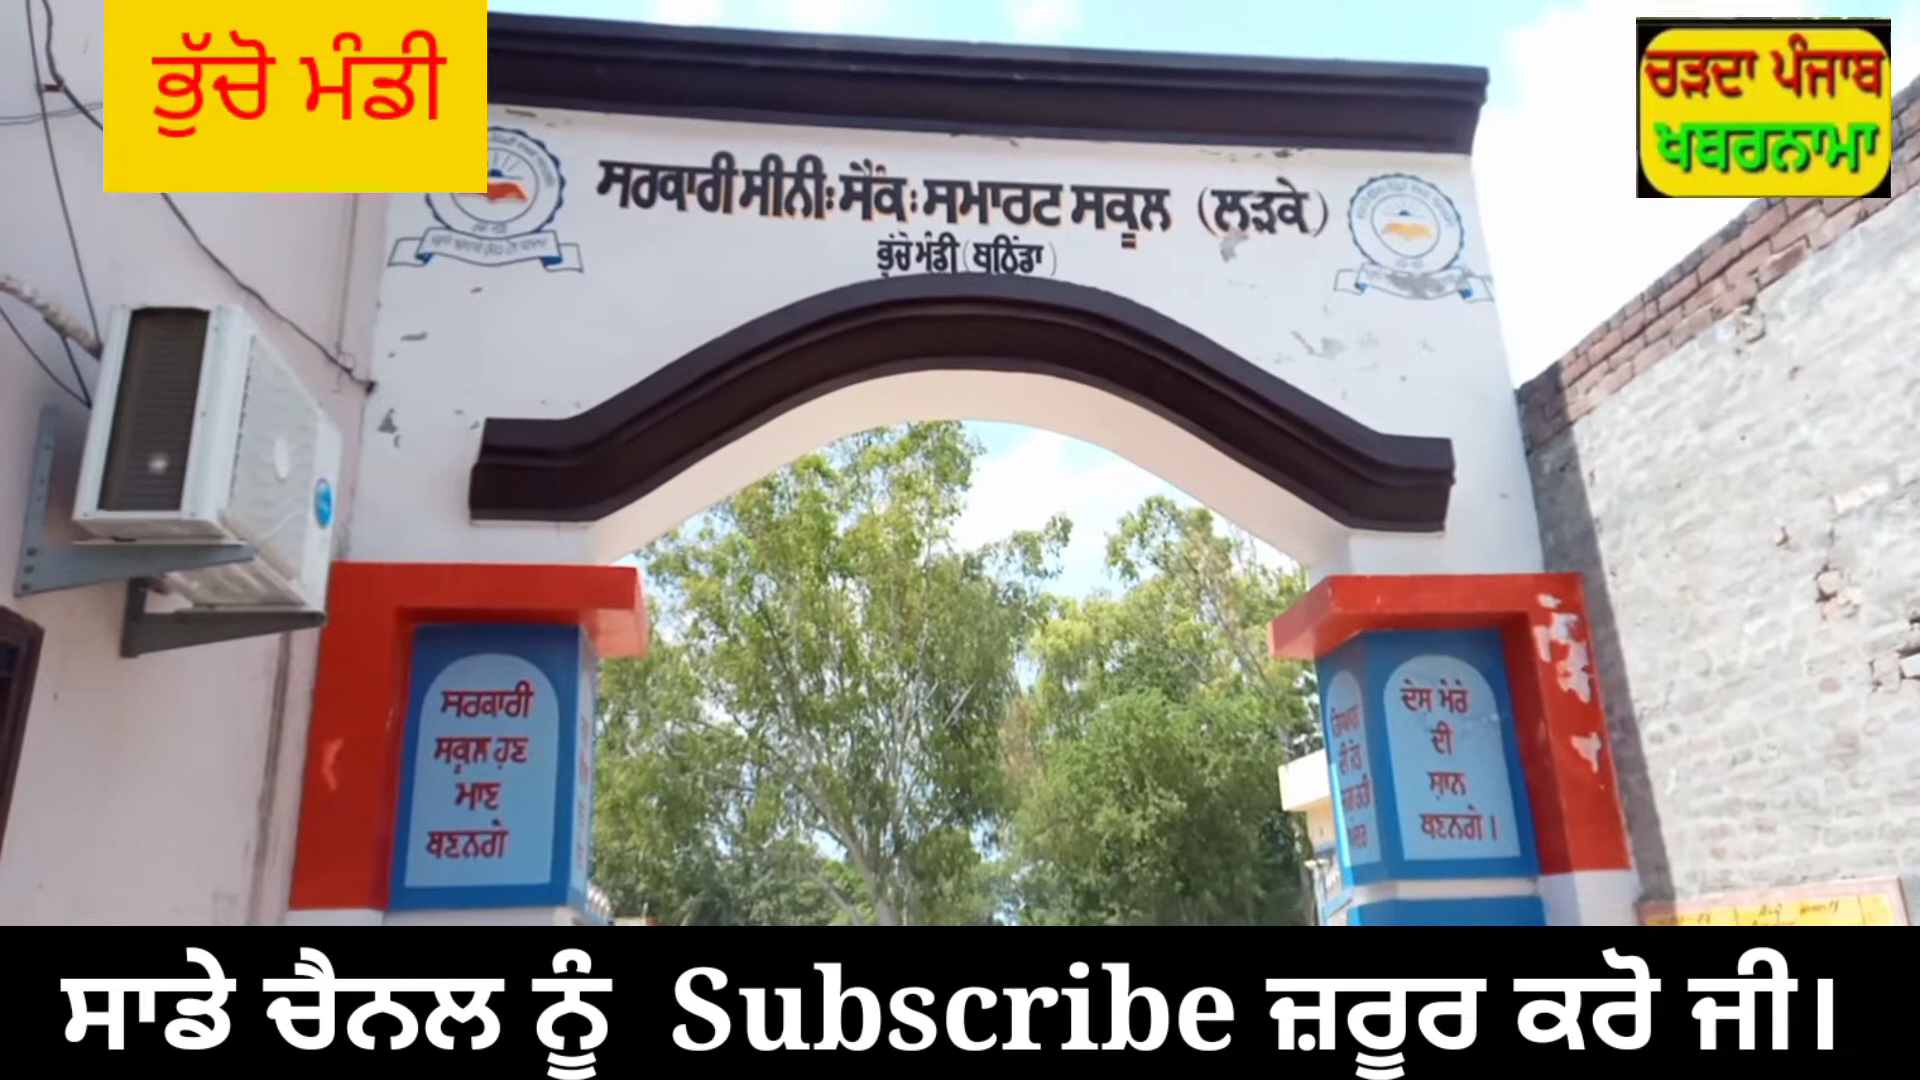 ਭੁੱਚੋ ਮੰਡੀ
ਚੜਦਾ ਪੰਜਾਬ
ਖਬਰਨਾਮਾ
ਸਰਕਾਰੀ ਸੀਨੀ: ਸੈਕੰ: ਸਮਾਰਟ ਸਕੂਲ (ਲੜਕੇ)
ਭੁੱਚੋ ਮੰਡੀ (ਬਠਿੰਡਾ)
ਸਰਕਾਰੀ
ਸਕੂਲ ਹੁਣ
ਮਾਣ
ਬਣਨਗੇ
ਦੇਸ਼ ਮੇਰੇ
ਦੀ
ਸ਼ਾਨ
ਬਣਨਗੇ।
ਸਾਡੇ ਚੈਨਲ ਨੂੰ Subscribe ਜ਼ਰੂਰ ਕਰੋ ਜੀ।